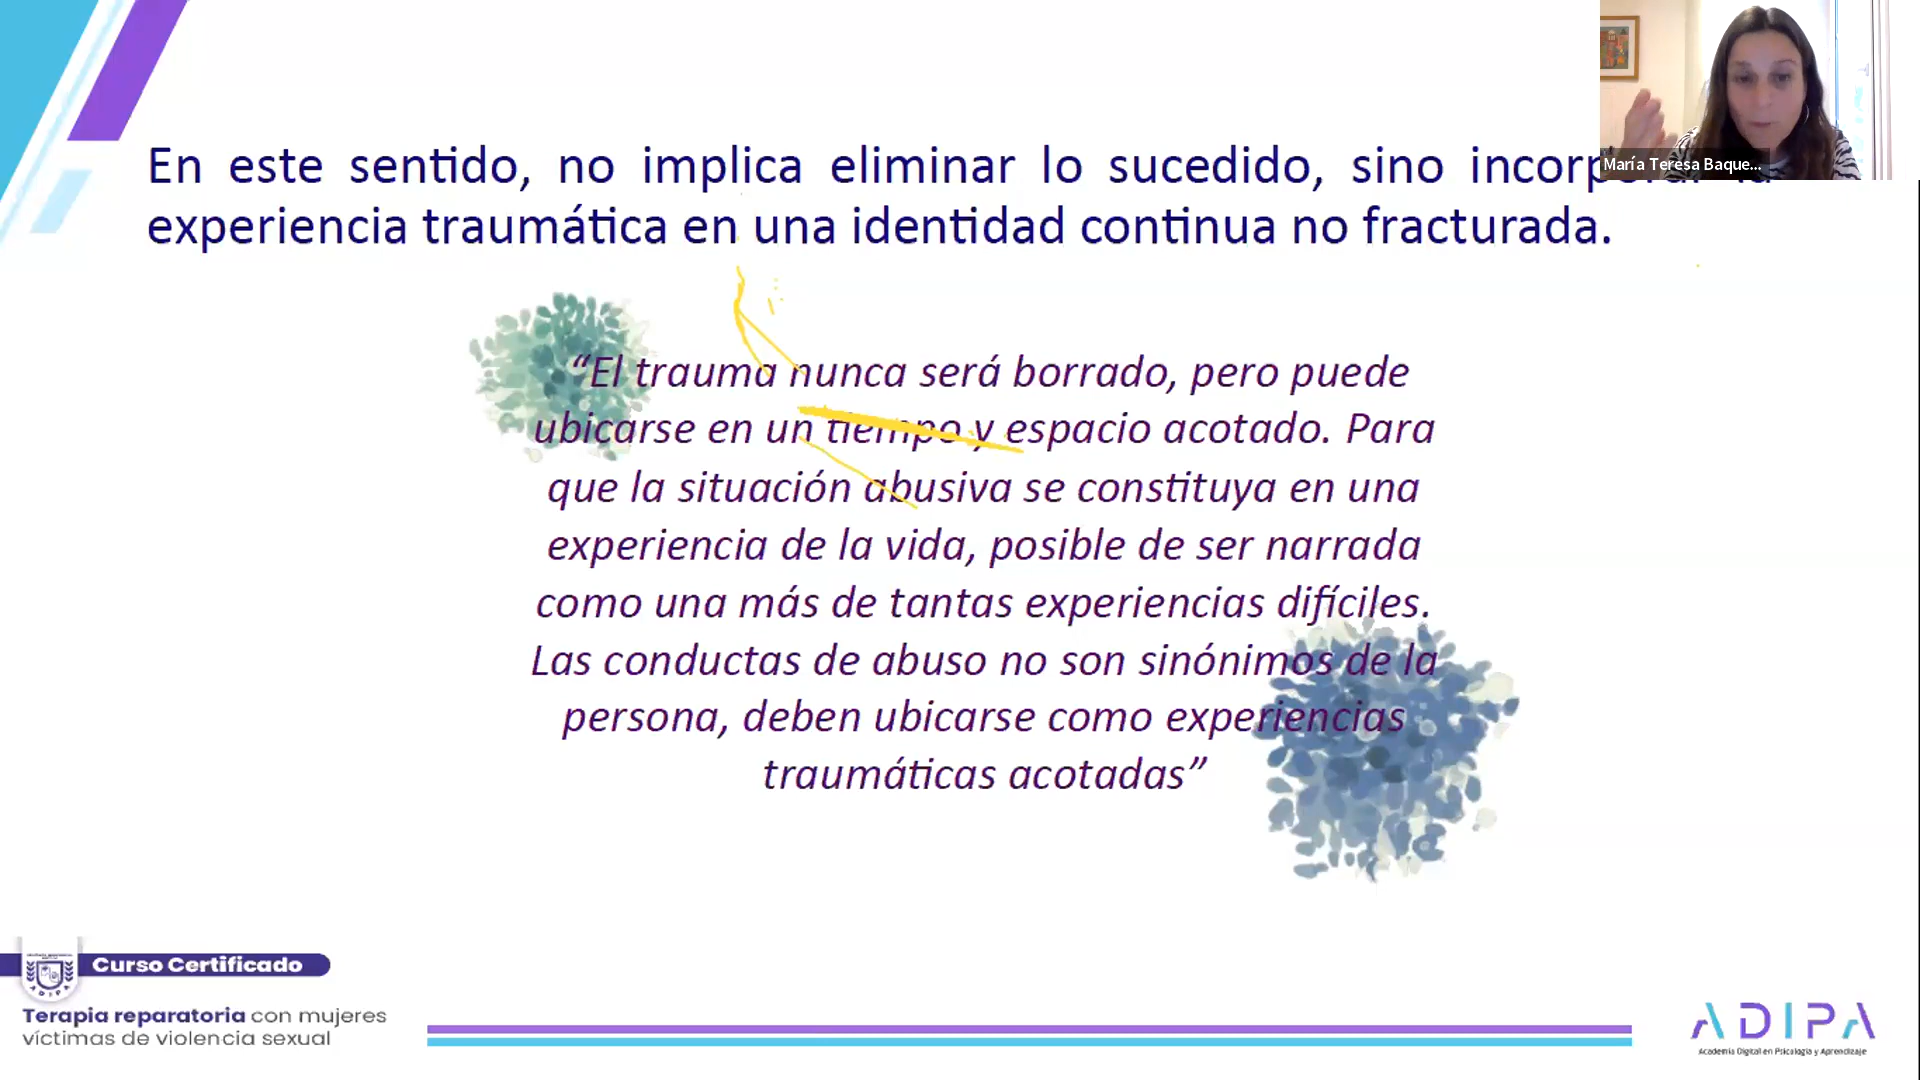 En este sentido, no implica eliminar lo sucedido, sino
experiencia traumática en una identidad continua no fracturada.
María Teresa Baque...
“El trauma nunca será borrado, pero puede
ubicarse en un tiempo y espacio acotado. Para
que la situación abusiva se constituya en una
experiencia de la vida, posible de ser narrada
como una más de tantas experiencias difíciles.
Las conductas de abuso no son sinónimos de la
persona, deben ubicarse como experiencias
traumáticas acotadas”
Curso Certificado
Terapia reparatoria con mujeres
víctimas de violencia sexual
ADIPA
Academia Digital en Psicología y Aprendizaje